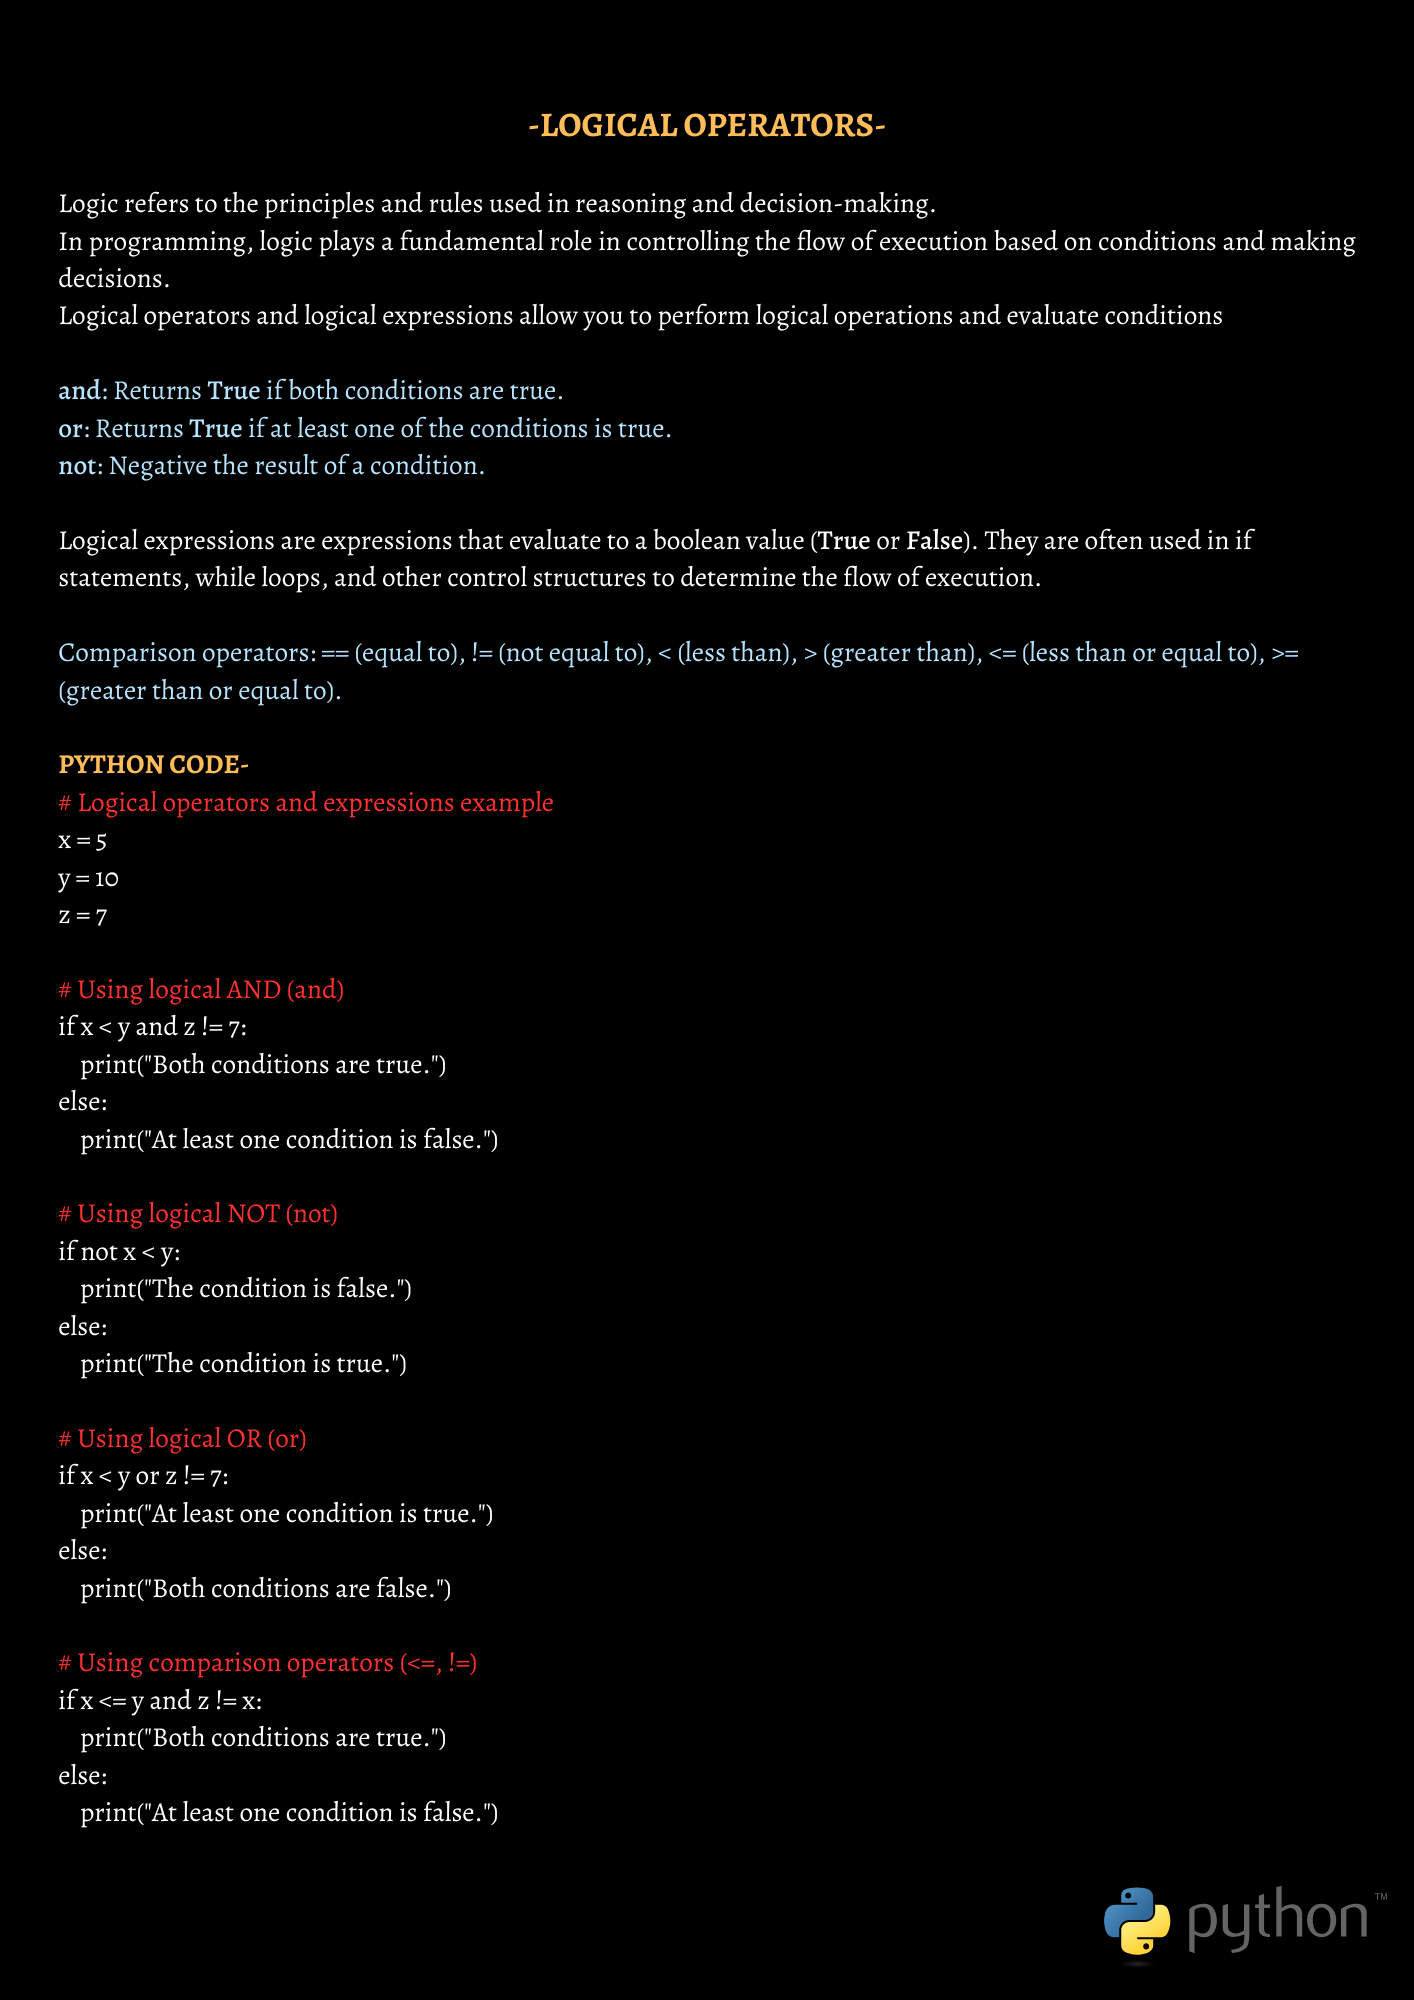 -LOGICAL OPERATORS-
Logic refers to the principles and rules used in reasoning and decision-making.
In programming, logic plays a fundamental role in controlling the flow of execution based on conditions and making
decisions.
Logical operators and logical expressions allow you to perform logical operations and evaluate conditions
and: Returns True if both conditions are true.
or: Returns True if at least one of the conditions is true.
not: Negative the result of a condition.
Logical expressions are expressions that evaluate to a boolean value (True or False). They are often used in if
statements, while loops, and other control structures to determine the flow of execution.
Comparison operators: == (equal to), != (not equal to), < (less than), > (greater than), <= (less than or equal to), >=
(greater than or equal to).
PYTHON CODE-
# Logical operators and expressions example
x = 5
y = 10
z = 7
# Using logical AND (and)
if x < y and z != 7:
    print("Both conditions are true.")
else:
    print("At least one condition is false.")
# Using logical NOT (not)
if not x < y:
    print("The condition is false.")
else:
    print("The condition is true.")
# Using logical OR (or)
if x < y or z != 7:
    print("At least one condition is true.")
else:
    print("Both conditions are false.")
# Using comparison operators (<=, !=)
if x <= y and z != x:
    print("Both conditions are true.")
else:
    print("At least one condition is false.")
python™